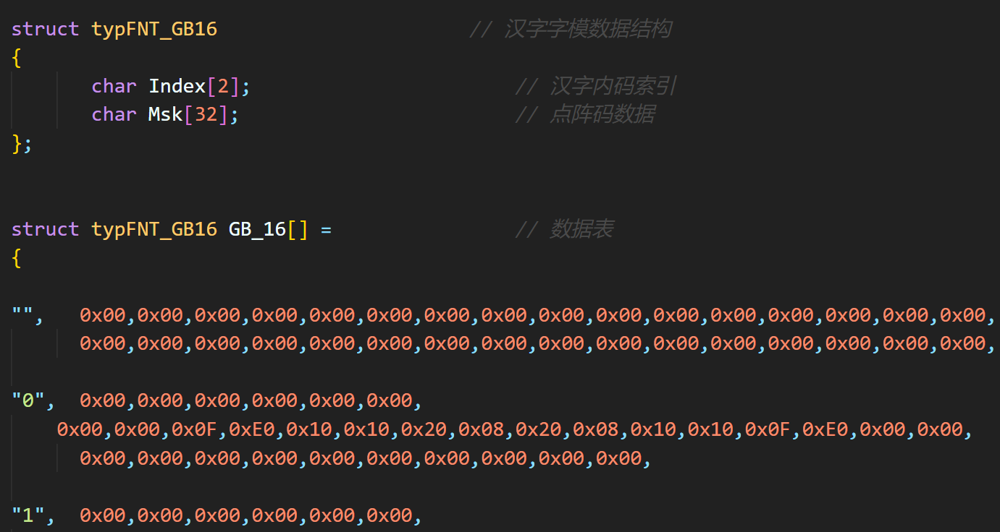 struct typFNT_GB16 // 汉字字模数据结构
{
char Index[2]; // 汉字内码索引
char Msk[32]; // 点阵码数据
};
struct typFNT_GB16 GB_16[] = // 数据表
{
"", 0x00,0x00,0x00,0x00,0x00,0x00,0x00,0x00,0x00,0x00,0x00,0x00,0x00,0x00,0x00,0x00,
0x00,0x00,0x00,0x00,0x00,0x00,0x00,0x00,0x00,0x00,0x00,0x00,0x00,0x00,0x00,0x00,
"0", 0x00,0x00,0x00,0x00,0x00,0x00,
0x00,0x00,0x0F,0xE0,0x10,0x10,0x20,0x08,0x20,0x08,0x10,0x10,0x0F,0xE0,0x00,0x00,
0x00,0x00,0x00,0x00,0x00,0x00,0x00,0x00,0x00,0x00,
"1", 0x00,0x00,0x00,0x00,0x00,0x00,